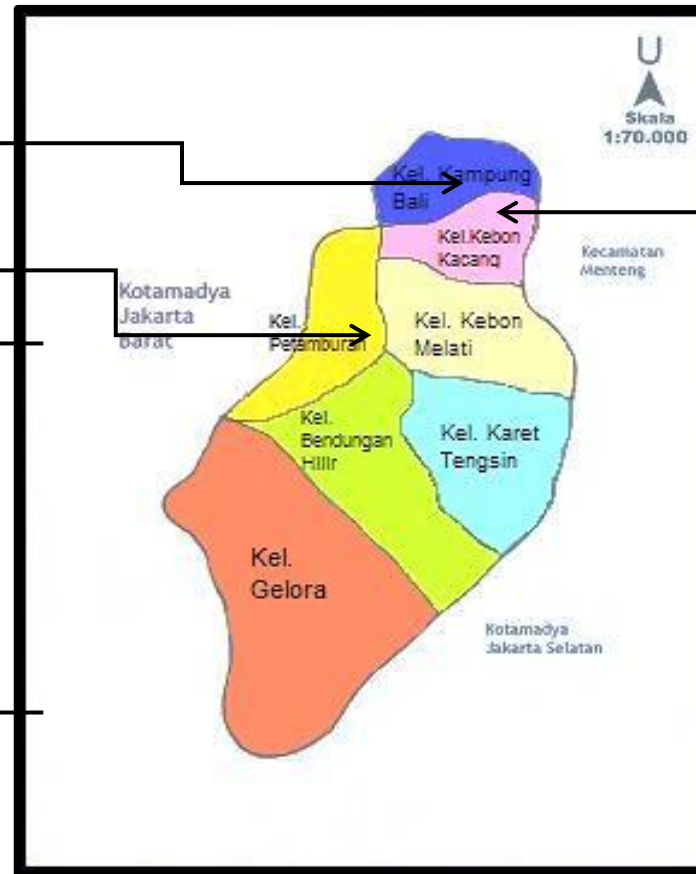 U
Skala
1:70.000
Kel. Kampung
Bali
Kel.Kebon
Kacang
Kecamatan
Menteng
Kotamadya
Jakarta
Barat
Kel.
Petamburan
Kel. Kebon
Melati
Kel.
Bendungan
Hilir
Kel. Karet
Tengsin
Kel.
Gelora
Kotamadya
Jakarta Selatan